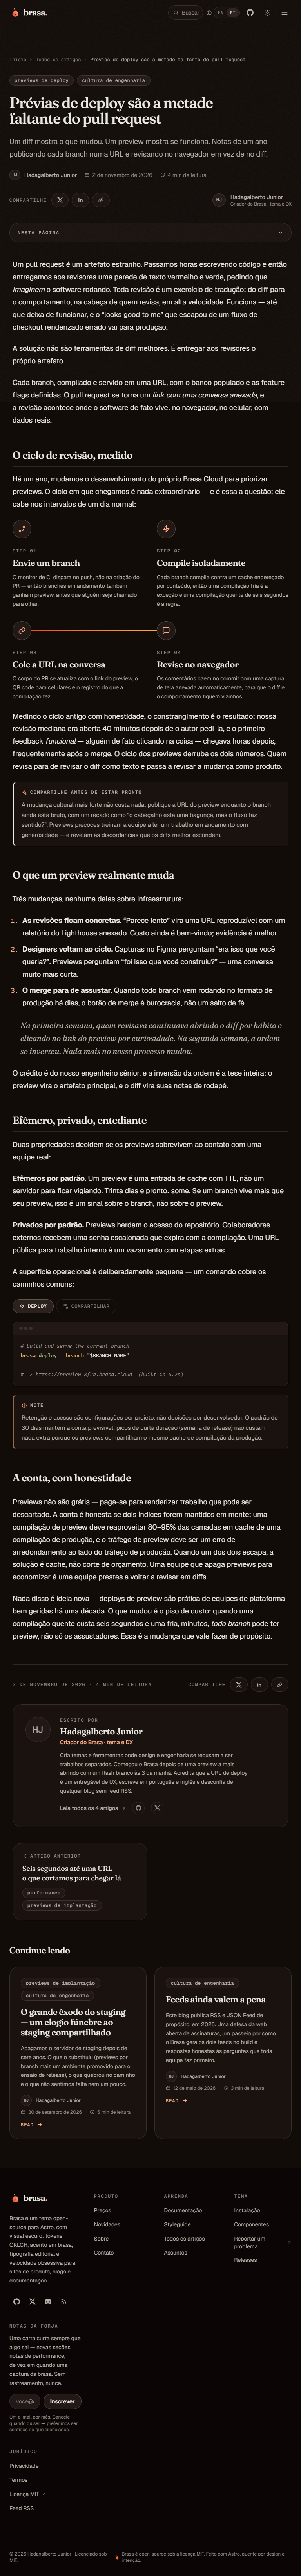 brasa.
Buscar
EN PT
Início
Todos os artigos
Prévias de deploy são a metade faltante do pull request
previews de deploy
cultura de engenharia
Prévias de deploy são a metade
faltante do pull request
Um diff mostra o que mudou. Um preview mostra se funciona. Notas de um ano
publicando cada branch numa URL e revisando no navegador em vez de no diff.
HJ Hadagalberto Junior
2 de novembro de 2026
4 min de leitura
COMPARTILHE
HJ
Hadagalberto Junior
Criador do Brasa · tema e DX
NESTA PÁGINA
Um pull request é um artefato estranho. Passamos horas escrevendo código e então
entregamos aos revisores uma parede de texto vermelho e verde, pedindo que
imaginem o software rodando. Toda revisão é um exercício de tradução: do diff para
o comportamento, na cabeça de quem revisa, em alta velocidade. Funciona — até
que deixa de funcionar, e o “looks good to me” que escapou de um fluxo de
checkout renderizado errado vai para produção.
A solução não são ferramentas de diff melhores. É entregar aos revisores o
próprio artefato.
Cada branch, compilado e servido em uma URL, com o banco populado e as feature
flags definidas. O pull request se torna um link com uma conversa anexada, e
a revisão acontece onde o software de fato vive: no navegador, no celular, com
dados reais.
O ciclo de revisão, medido
Há um ano, mudamos o desenvolvimento do próprio Brasa Cloud para priorizar
previews. O ciclo em que chegamos é nada extraordinário — e é essa a questão: ele
cabe nos intervalos de um dia normal:
STEP 01
Envie um branch
O monitor de CI dispara no push, não na criação do
PR — então branches em andamento também
ganham preview, antes que alguém seja chamado
para olhar.
STEP 02
Compile isoladamente
Cada branch compila contra um cache endereçado
por conteúdo, então uma compilação fria é a
exceção e uma compilação quente de seis segundos
é a regra.
STEP 03
Cole a URL na conversa
O corpo do PR se atualiza com o link do preview, o
QR code para celulares e o registro do que a
compilação fez.
STEP 04
Revise no navegador
Os comentários caem no commit com uma captura
de tela anexada automaticamente, para que o diff e
o comportamento fiquem vizinhos.
Medindo o ciclo antigo com honestidade, o constrangimento é o resultado: nossa
revisão mediana era aberta 40 minutos depois de o autor pedi-la, e o primeiro
feedback funcional — alguém de fato clicando na coisa — chegava horas depois,
frequentemente após o merge. O ciclo dos previews derruba os dois números. Quem
revisa para de revisar o diff como texto e passa a revisar a mudança como produto.
COMPARTILHE ANTES DE ESTAR PRONTO
A mudança cultural mais forte não custa nada: publique a URL do preview enquanto o branch
ainda está bruto, com um recado como “o cabeçalho está uma bagunça, mas o fluxo faz
sentido?”. Previews precoces treinam a equipe a ler um trabalho em andamento com
generosidade — e revelam as discordâncias que os diffs melhor escondem.
O que um preview realmente muda
Três mudanças, nenhuma delas sobre infraestrutura:
1. As revisões ficam concretas. “Parece lento” vira uma URL reproduzível com um
relatório do Lighthouse anexado. Gosto ainda é bem-vindo; evidência é melhor.
2. Designers voltam ao ciclo. Capturas no Figma perguntam “era isso que você
queria?”. Previews perguntam “foi isso que você construiu?” — uma conversa
muito mais curta.
3. O merge para de assustar. Quando todo branch vem rodando no formato de
produção há dias, o botão de merge é burocracia, não um salto de fé.
Na primeira semana, quem revisava continuava abrindo o diff por hábito e
clicando no link do preview por curiosidade. Na segunda semana, a ordem
se inverteu. Nada mais no nosso processo mudou.
O crédito é do nosso engenheiro sênior, e a inversão da ordem é a tese inteira: o
preview vira o artefato principal, e o diff vira suas notas de rodapé.
Efêmero, privado, entediante
Duas propriedades decidem se os previews sobrevivem ao contato com uma
equipe real:
Efêmeros por padrão. Um preview é uma entrada de cache com TTL, não um
servidor para ficar vigiando. Trinta dias e pronto: some. Se um branch vive mais que
seu preview, isso é um sinal sobre o branch, não sobre o preview.
Privados por padrão. Previews herdam o acesso do repositório. Colaboradores
externos recebem uma senha escalonada que expira com a compilação. Uma URL
pública para trabalho interno é um vazamento com etapas extras.
A superfície operacional é deliberadamente pequena — um comando cobre os
caminhos comuns:
DEPLOY
COMPARTILHAR
# build and serve the current branch
brasa deploy --branch "$BRANCH_NAME"
# -> https://preview-8f2k.brasa.cloud (built in 6.2s)
NOTE
Retenção e acesso são configurações por projeto, não decisões por desenvolvedor. O padrão de
30 dias mantém a conta previsível; picos de curta duração (semana de release) não custam
nada extra porque os previews compartilham o mesmo cache de compilação da produção.
A conta, com honestidade
Previews não são grátis — paga-se para renderizar trabalho que pode ser
descartado. A conta é honesta se dois índices forem mantidos em mente: uma
compilação de preview deve reaproveitar 80–95% das camadas em cache de uma
compilação de produção, e o tráfego de preview deve ser um erro de
arredondamento ao lado do tráfego de produção. Quando um dos dois escapa, a
solução é cache, não corte de programa. Uma equipe que apaga previews para
economizar é uma equipe prestes a voltar a revisar em diffs.
Nada disso é ideia nova — deploys de preview são prática de equipes de plataforma
bem geridas há uma década. O que mudou é o piso de custo: quando uma
compilação quente custa seis segundos e alguns minutos, todo branch pode ter
preview, não só os assustadores. Essa é a mudança que vale fazer de propósito.
2 DE NOVEMBRO DE 2026 · 4 MIN DE LEITURA
COMPARTILHE
HJ
ESCRITO POR
Hadagalberto Junior
Criador do Brasa · tema e DX
Cria temas e ferramentas onde design e engenharia se recusam a ser
trabalhos separados. Começou o Brasa depois de uma preview a mais
abrindo com um hero branco às 3 da manhã. Acredita que a URL de deploy
é um entregável de UX, escreve em português e inglês e desconfia de
qualquer blog sem feed RSS.
Leia todos os 4 artigos →
ARTIGO ANTERIOR
Seis segundos até uma URL —
o que cortamos para chegar lá
performance
previews de implantação
Continue lendo
previews de implantação
cultura de engenharia
O grande êxodo do staging
— um elogio fúnebre ao
staging compartilhado
Apagamos o servidor de staging depois de
sete anos. O que o substituiu (previews por
branch mais um ambiente promovido para o
ensaio de releases), o que quebrou no caminho
e o que não sentimos falta nem um pouco.
HJ Hadagalberto Junior
30 de setembro de 2026
5 min de leitura
READ →
cultura de engenharia
Feeds ainda valem a pena
Este blog publica RSS e JSON Feed de
propósito, em 2026. Uma defesa da web
aberta de assinaturas, um passeio por como
o Brasa gera os dois feeds no build e
respostas honestas às perguntas que toda
equipe faz primeiro.
HJ Hadagalberto Junior
12 de maio de 2026
3 min de leitura
READ →
brasa.
Brasa é um tema open-
source para Astro, com
visual escuro: tokens
OKLCH, acento em brasa,
tipografia editorial e
velocidade obsessiva para
sites de produto, blogs e
documentação.
NOTAS DA FORJA
Uma carta curta sempre que
algo sai — novas seções,
notas de performance,
de vez em quando uma
captura da brasa. Sem
rastreamento, nunca.
voce@
Inscrever
Um e-mail por mês. Cancele
quando quiser — preferimos ser
sentidos do que silenciados.
PRODUTO
Preços
Novidades
Sobre
Contato
APRENDA
Documentação
Styleguide
Todos os artigos
Assuntos
TEMA
Instalação
Componentes
Reportar um
problema
Releases
JURÍDICO
Privacidade
Termos
Licença MIT
Feed RSS
© 2026 Hadagalberto Junior · Licenciado sob
MIT.
Brasa é open-source sob a licença MIT. Feito com Astro, quente por design e
intenção.